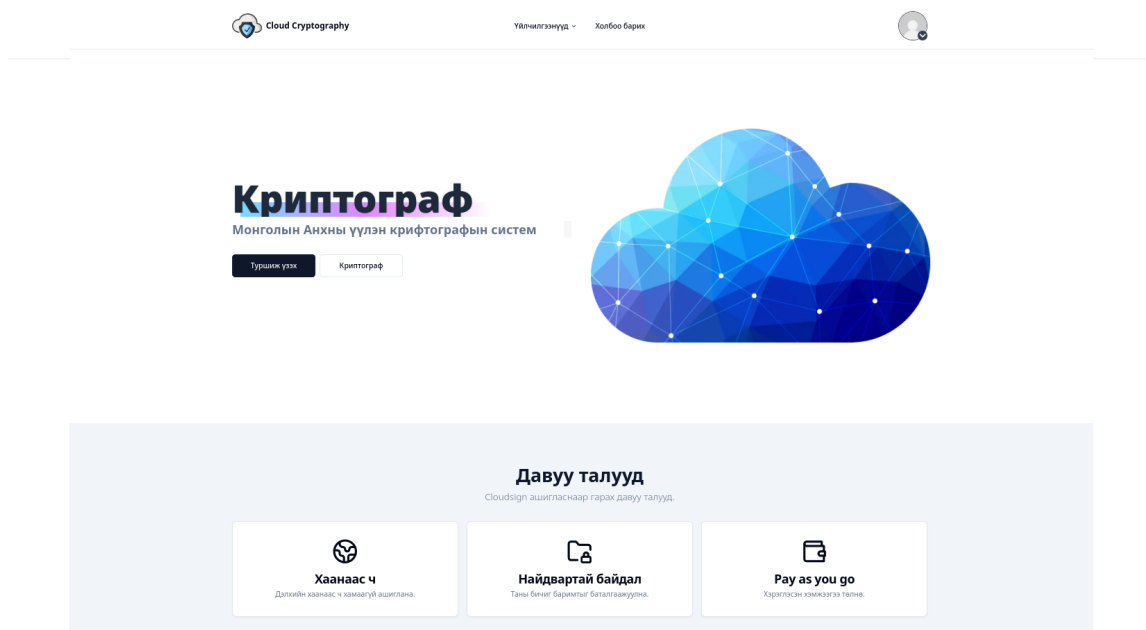 Cloud Cryptography
Үйлчилгээнүүд
Холбоо барих
Криптограф
Монголын Анхны үүлэн крифтографын систем
Туршиж үзэх
Криптограф
Давуу талууд
Cloudsign ашигласнаар гарах давуу талууд.
Хаанаас ч
Дэлхийн хаанаас ч хамаагүй ашиглана.
Найдвартай байдал
Таны бичиг баримтыг баталгаажуулна.
Pay as you go
Хэрэглэсэн хэмжээгээ төлнө.